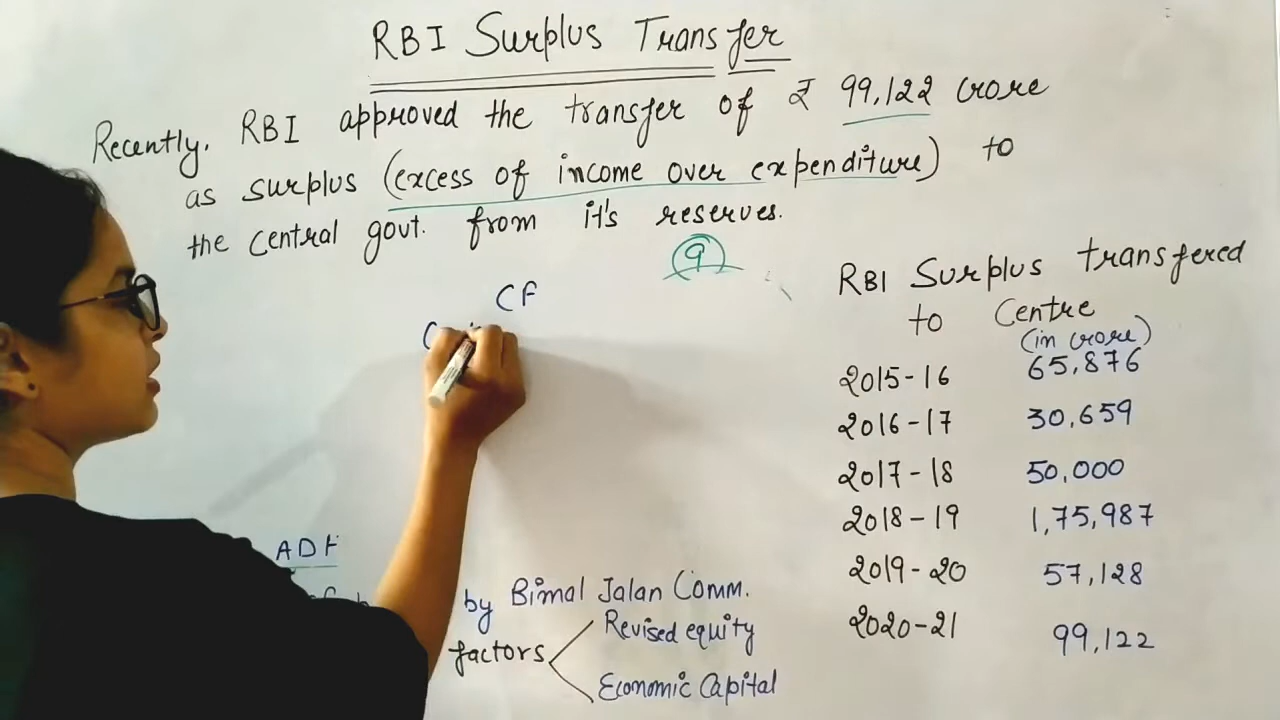 RBI Surplus Transfer
Recently, RBI approved the transfer of ₹ 99,122 crore
as surplus (excess of income over expenditure) to
the central govt. from it's reserves.
9
CF
C
ADF
by Bimal Jalan Comm.
factors
Revised equity
Economic Capital
RBI Surplus transfered
to Centre
(in crore)
2015-16 65,876
2016-17 30,659
2017-18 50,000
2018-19 1,75,987
2019-20 57,128
2020-21 99,122